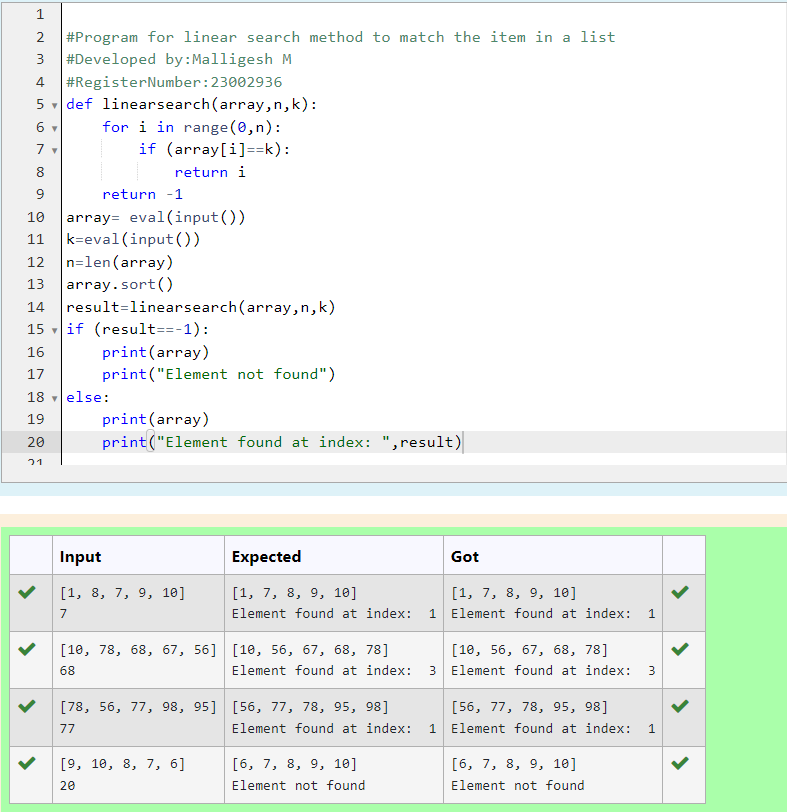 1
2 #Program for linear search method to match the item in a list
3 #Developed by:Malligesh M
4 #RegisterNumber:23002936
5 def linearsearch(array,n,k):
6     for i in range(0,n):
7         if (array[i]==k):
8             return i
9     return -1
10 array= eval(input())
11 k=eval(input())
12 n=len(array)
13 array.sort()
14 result=linearsearch(array,n,k)
15 if (result==-1):
16     print(array)
17     print("Element not found")
18 else:
19     print(array)
20     print("Element found at index: ",result)
21
Input Expected Got
[1, 8, 7, 9, 10] [1, 7, 8, 9, 10] [1, 7, 8, 9, 10]
7 Element found at index:  1 Element found at index:  1
[10, 78, 68, 67, 56] [10, 56, 67, 68, 78] [10, 56, 67, 68, 78]
68 Element found at index:  3 Element found at index:  3
[78, 56, 77, 98, 95] [56, 77, 78, 95, 98] [56, 77, 78, 95, 98]
77 Element found at index:  1 Element found at index:  1
[9, 10, 8, 7, 6] [6, 7, 8, 9, 10] [6, 7, 8, 9, 10]
20 Element not found Element not found